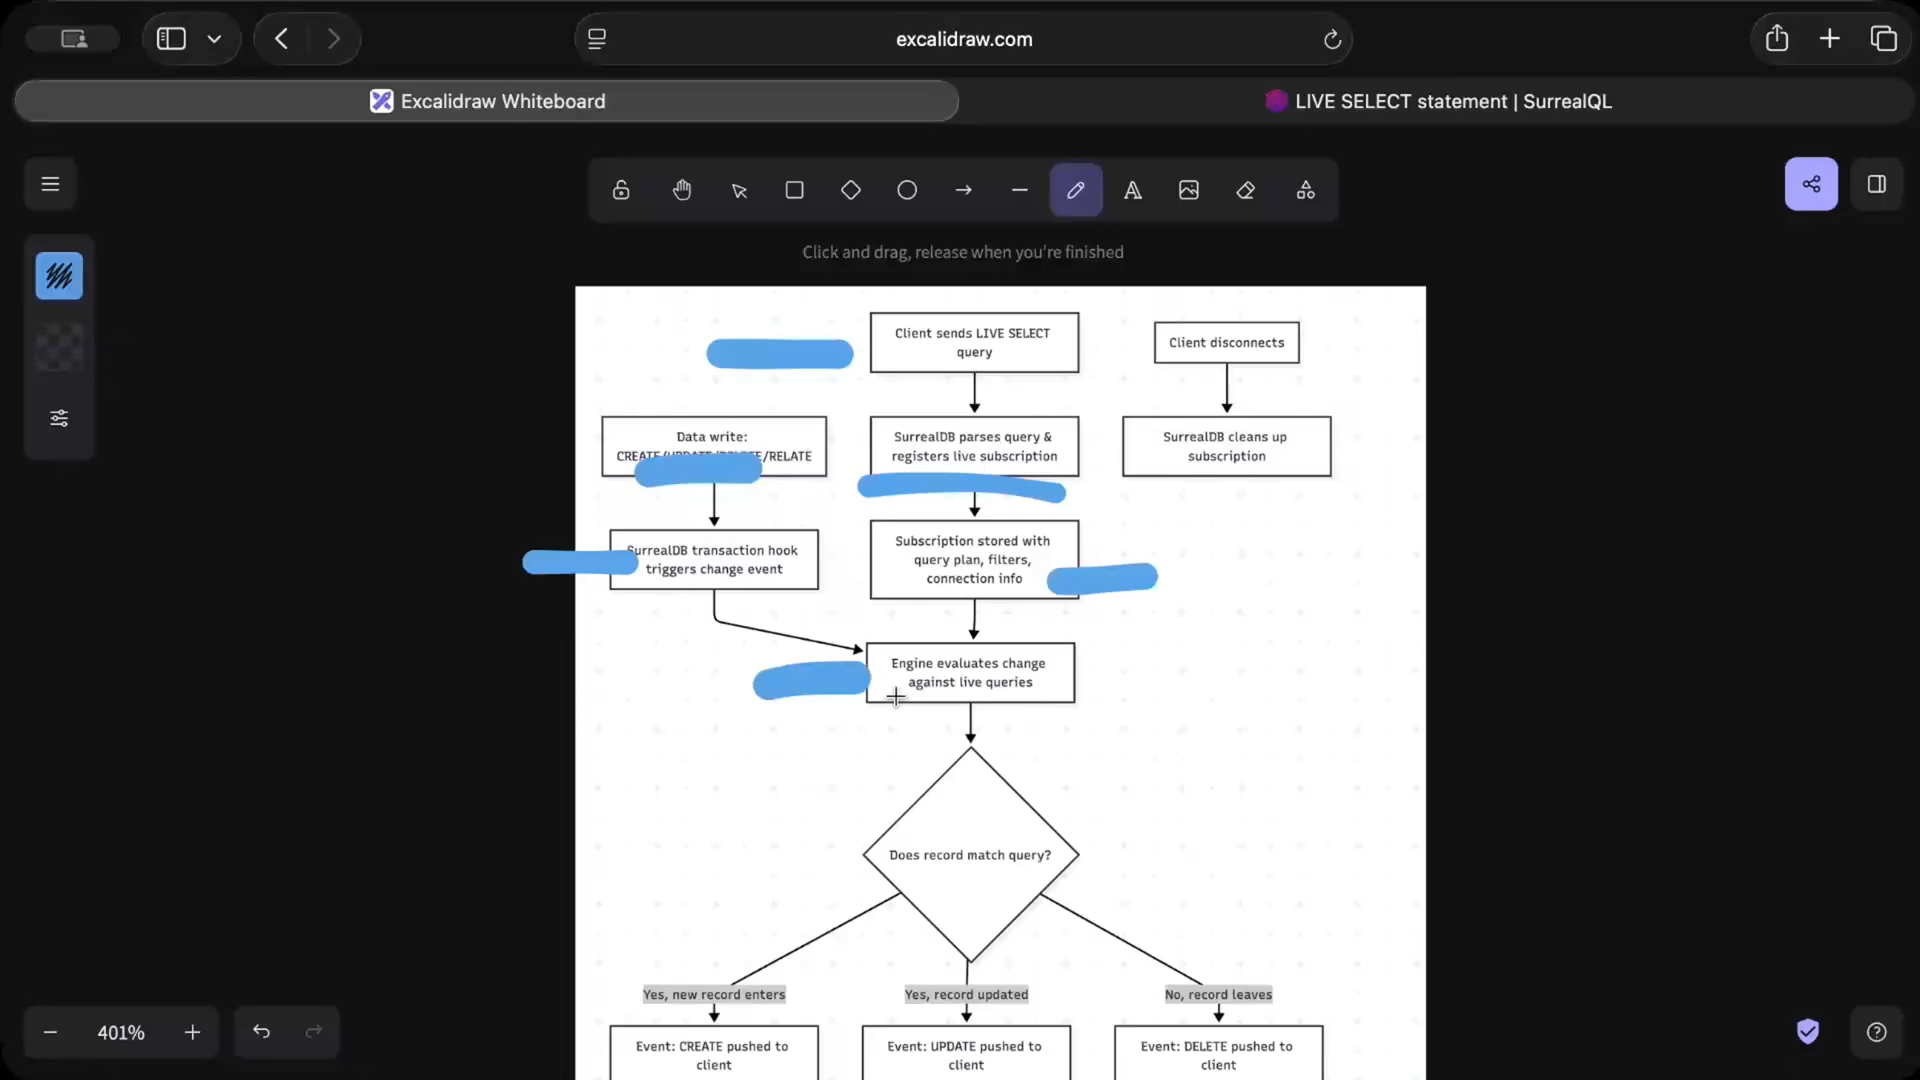 excalidraw.com
Excalidraw Whiteboard
LIVE SELECT statement | SurrealQL
Click and drag, release when you're finished
Client sends LIVE SELECT
query
Client disconnects
Data write:
CREATE/UPDATE/DELETE/RELATE
SurrealDB parses query &
registers live subscription
SurrealDB cleans up
subscription
SurrealDB transaction hook
triggers change event
Subscription stored with
query plan, filters,
connection info
Engine evaluates change
against live queries
Does record match query?
Yes, new record enters
Yes, record updated
No, record leaves
Event: CREATE pushed to
client
Event: UPDATE pushed to
client
Event: DELETE pushed to
client
401%